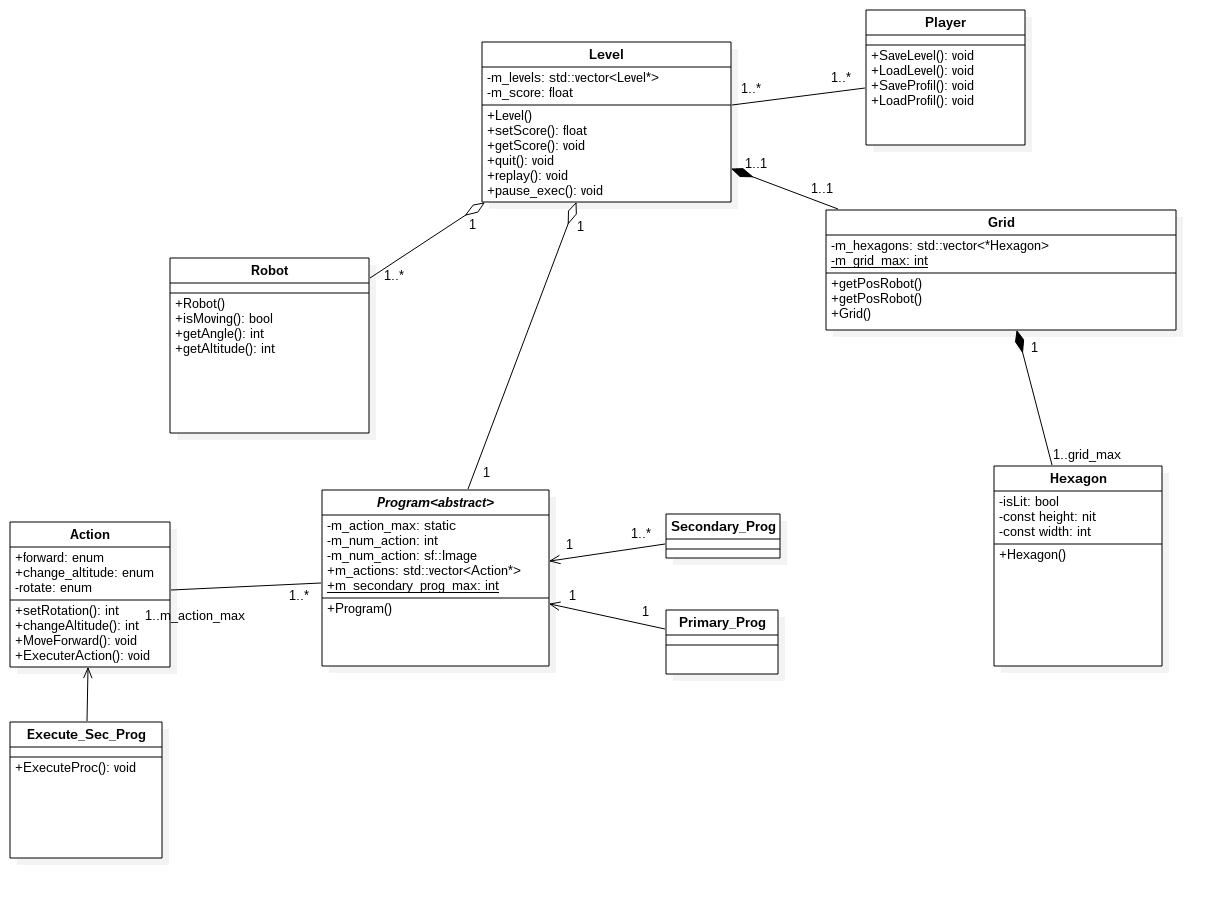 Player
+SaveLevel(): void
+LoadLevel(): void
+SaveProfil(): void
+LoadProfil(): void
Level
-m_levels: std::vector<Level*>
-m_score: float
+Level()
+setScore(): float
+getScore(): void
+quit(): void
+replay(): void
+pause_exec(): void
1..*
1..*
1..1
1..1
Grid
-m_hexagons: std::vector<*Hexagon>
-m_grid_max: int
+getPosRobot()
+getPosRobot()
+Grid()
1
1..*
1
Robot
+Robot()
+isMoving(): bool
+getAngle(): int
+getAltitude(): int
1
1..grid_max
Hexagon
-isLit: bool
-const height: nit
-const width: int
+Hexagon()
1
Program<abstract>
-m_action_max: static
-m_num_action: int
-m_num_action: sf::Image
+m_actions: std::vector<Action*>
+m_secondary_prog_max: int
+Program()
1
1..*
Secondary_Prog
1
1
Primary_Prog
Action
+forward: enum
+change_altitude: enum
-rotate: enum
+setRotation(): int
+changeAltitude(): int
+MoveForward(): void
+ExecuterAction(): void
1..*
1..m_action_max
Execute_Sec_Prog
+ExecuteProc(): void